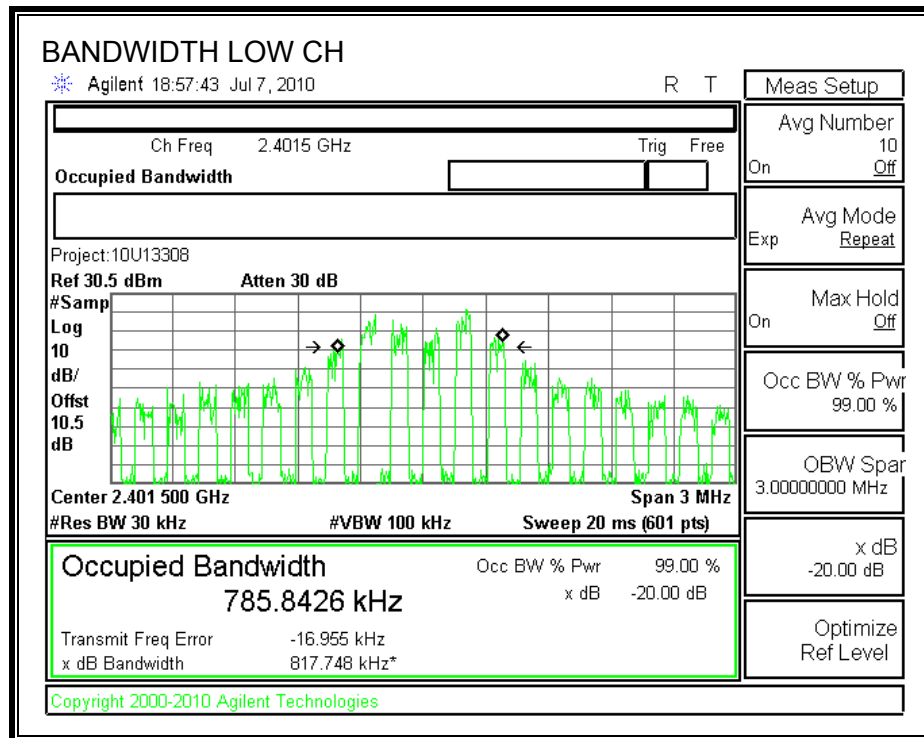 BANDWIDTH LOW CH
Agilent 18:57:43 Jul 7, 2010 R T
Ch Freq 2.4015 GHz Trig Free
Occupied Bandwidth
Project:10U13308
Ref 30.5 dBm Atten 30 dB
#Samp
Log
10
dB/
Offst
10.5
dB
Center 2.401 500 GHz Span 3 MHz
#Res BW 30 kHz #VBW 100 kHz Sweep 20 ms (601 pts)
Occupied Bandwidth Occ BW % Pwr 99.00 %
785.8426 kHz x dB -20.00 dB
Transmit Freq Error -16.955 kHz
x dB Bandwidth 817.748 kHz*
Copyright 2000-2010 Agilent Technologies
Meas Setup
Avg Number
10
On Off
Avg Mode
Exp Repeat
Max Hold
On Off
Occ BW % Pwr
99.00 %
OBW Span
3.00000000 MHz
x dB
-20.00 dB
Optimize
Ref Level